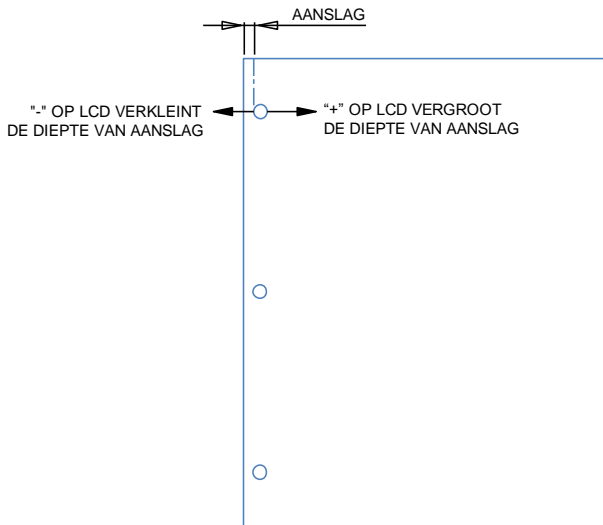 AANSLAG
"-" OP LCD VERKLEINT
DE DIEPTE VAN AANSLAG
“+” OP LCD VERGROOT
DE DIEPTE VAN AANSLAG